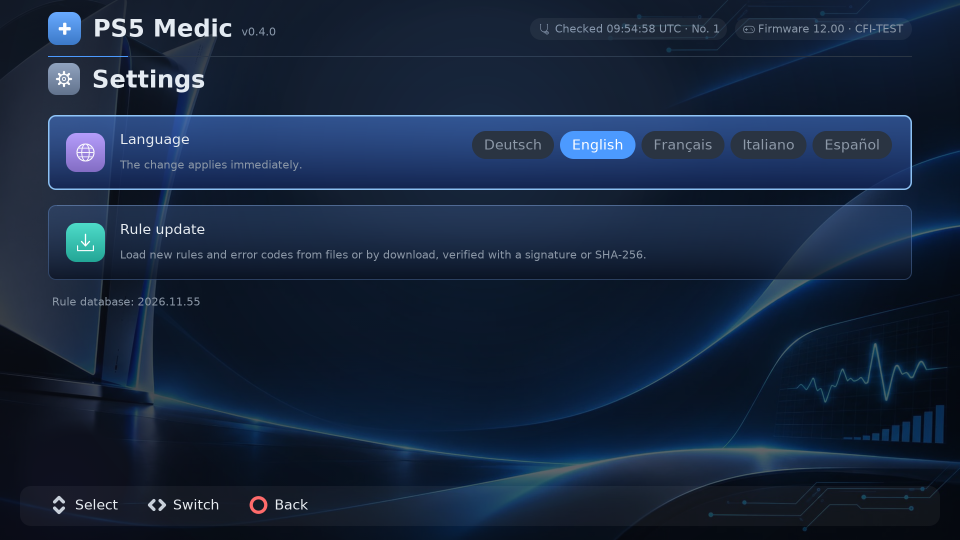 PS5 Medic v0.4.0
Checked 09:54:58 UTC · No. 1
Firmware 12.00 · CFI-TEST
Settings
Language
Deutsch English Français Italiano Español
The change applies immediately.
Rule update
Load new rules and error codes from files or by download, verified with a signature or SHA-256.
Rule database: 2026.11.55
Select Switch Back